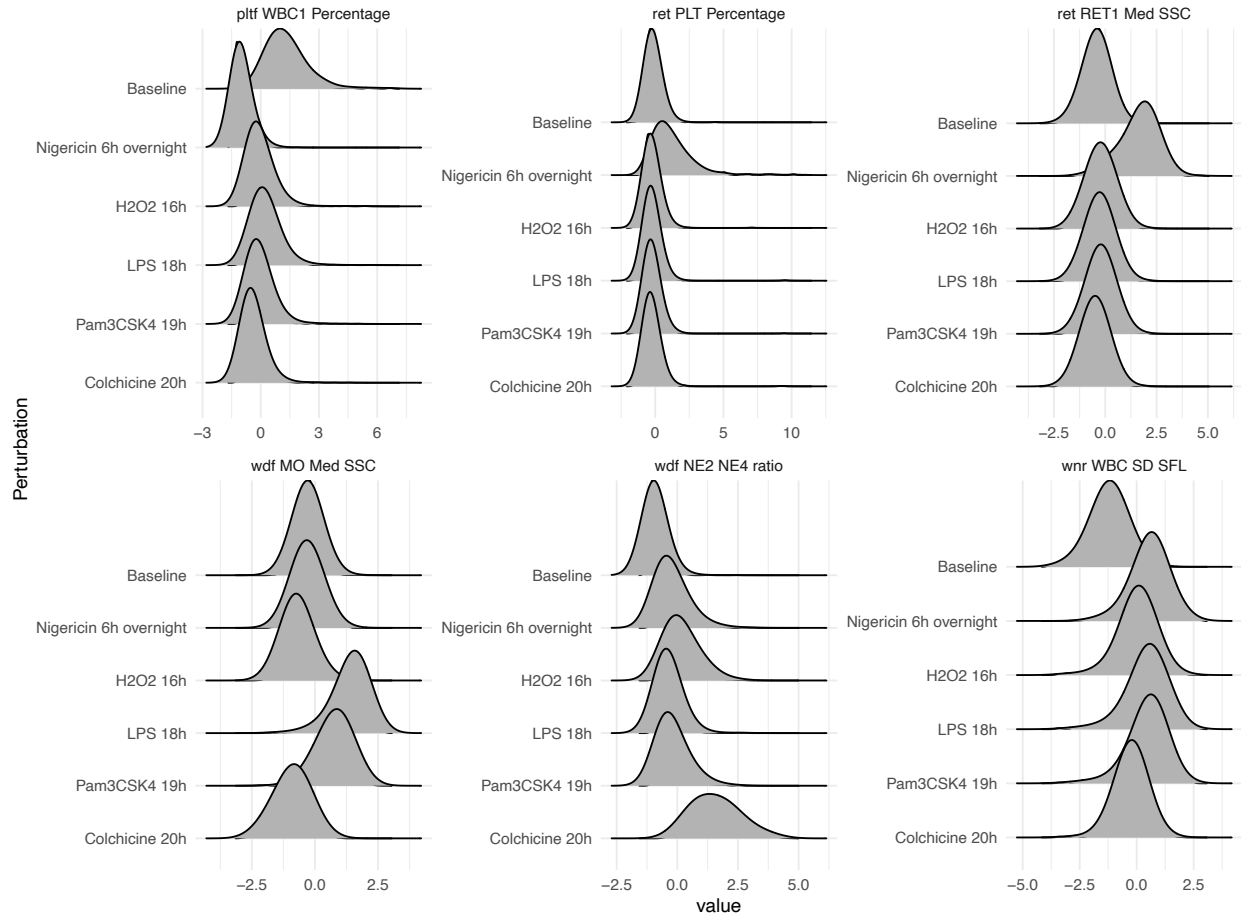 pltf WBC1 Percentage
Baseline
Nigericin 6h overnight
H2O2 16h
LPS 18h
Pam3CSK4 19h
Colchicine 20h
−3 0 3 6
ret PLT Percentage
Baseline
Nigericin 6h overnight
H2O2 16h
LPS 18h
Pam3CSK4 19h
Colchicine 20h
0 5 10
ret RET1 Med SSC
Baseline
Nigericin 6h overnight
H2O2 16h
LPS 18h
Pam3CSK4 19h
Colchicine 20h
−2.5 0.0 2.5 5.0
Perturbation
wdf MO Med SSC
Baseline
Nigericin 6h overnight
H2O2 16h
LPS 18h
Pam3CSK4 19h
Colchicine 20h
−2.5 0.0 2.5
wdf NE2 NE4 ratio
Baseline
Nigericin 6h overnight
H2O2 16h
LPS 18h
Pam3CSK4 19h
Colchicine 20h
−2.5 0.0 2.5 5.0
wnr WBC SD SFL
Baseline
Nigericin 6h overnight
H2O2 16h
LPS 18h
Pam3CSK4 19h
Colchicine 20h
−5.0 −2.5 0.0 2.5
value